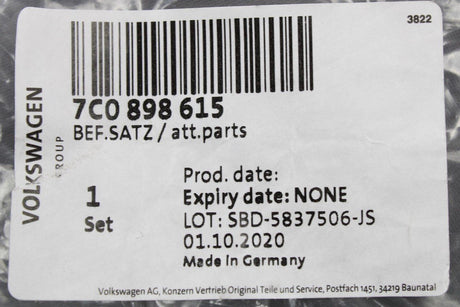 3822
7C0 898 615
BEF.SATZ / att.parts
VOLKSWAGEN
GROUP
1
Set
Prod. date:
Expiry date: NONE
LOT: SBD-5837506-JS
01.10.2020
Made in Germany
Volkswagen AG, Konzern Vertrieb Original Teile und Service, Postfach 1451, 34219 Baunatal